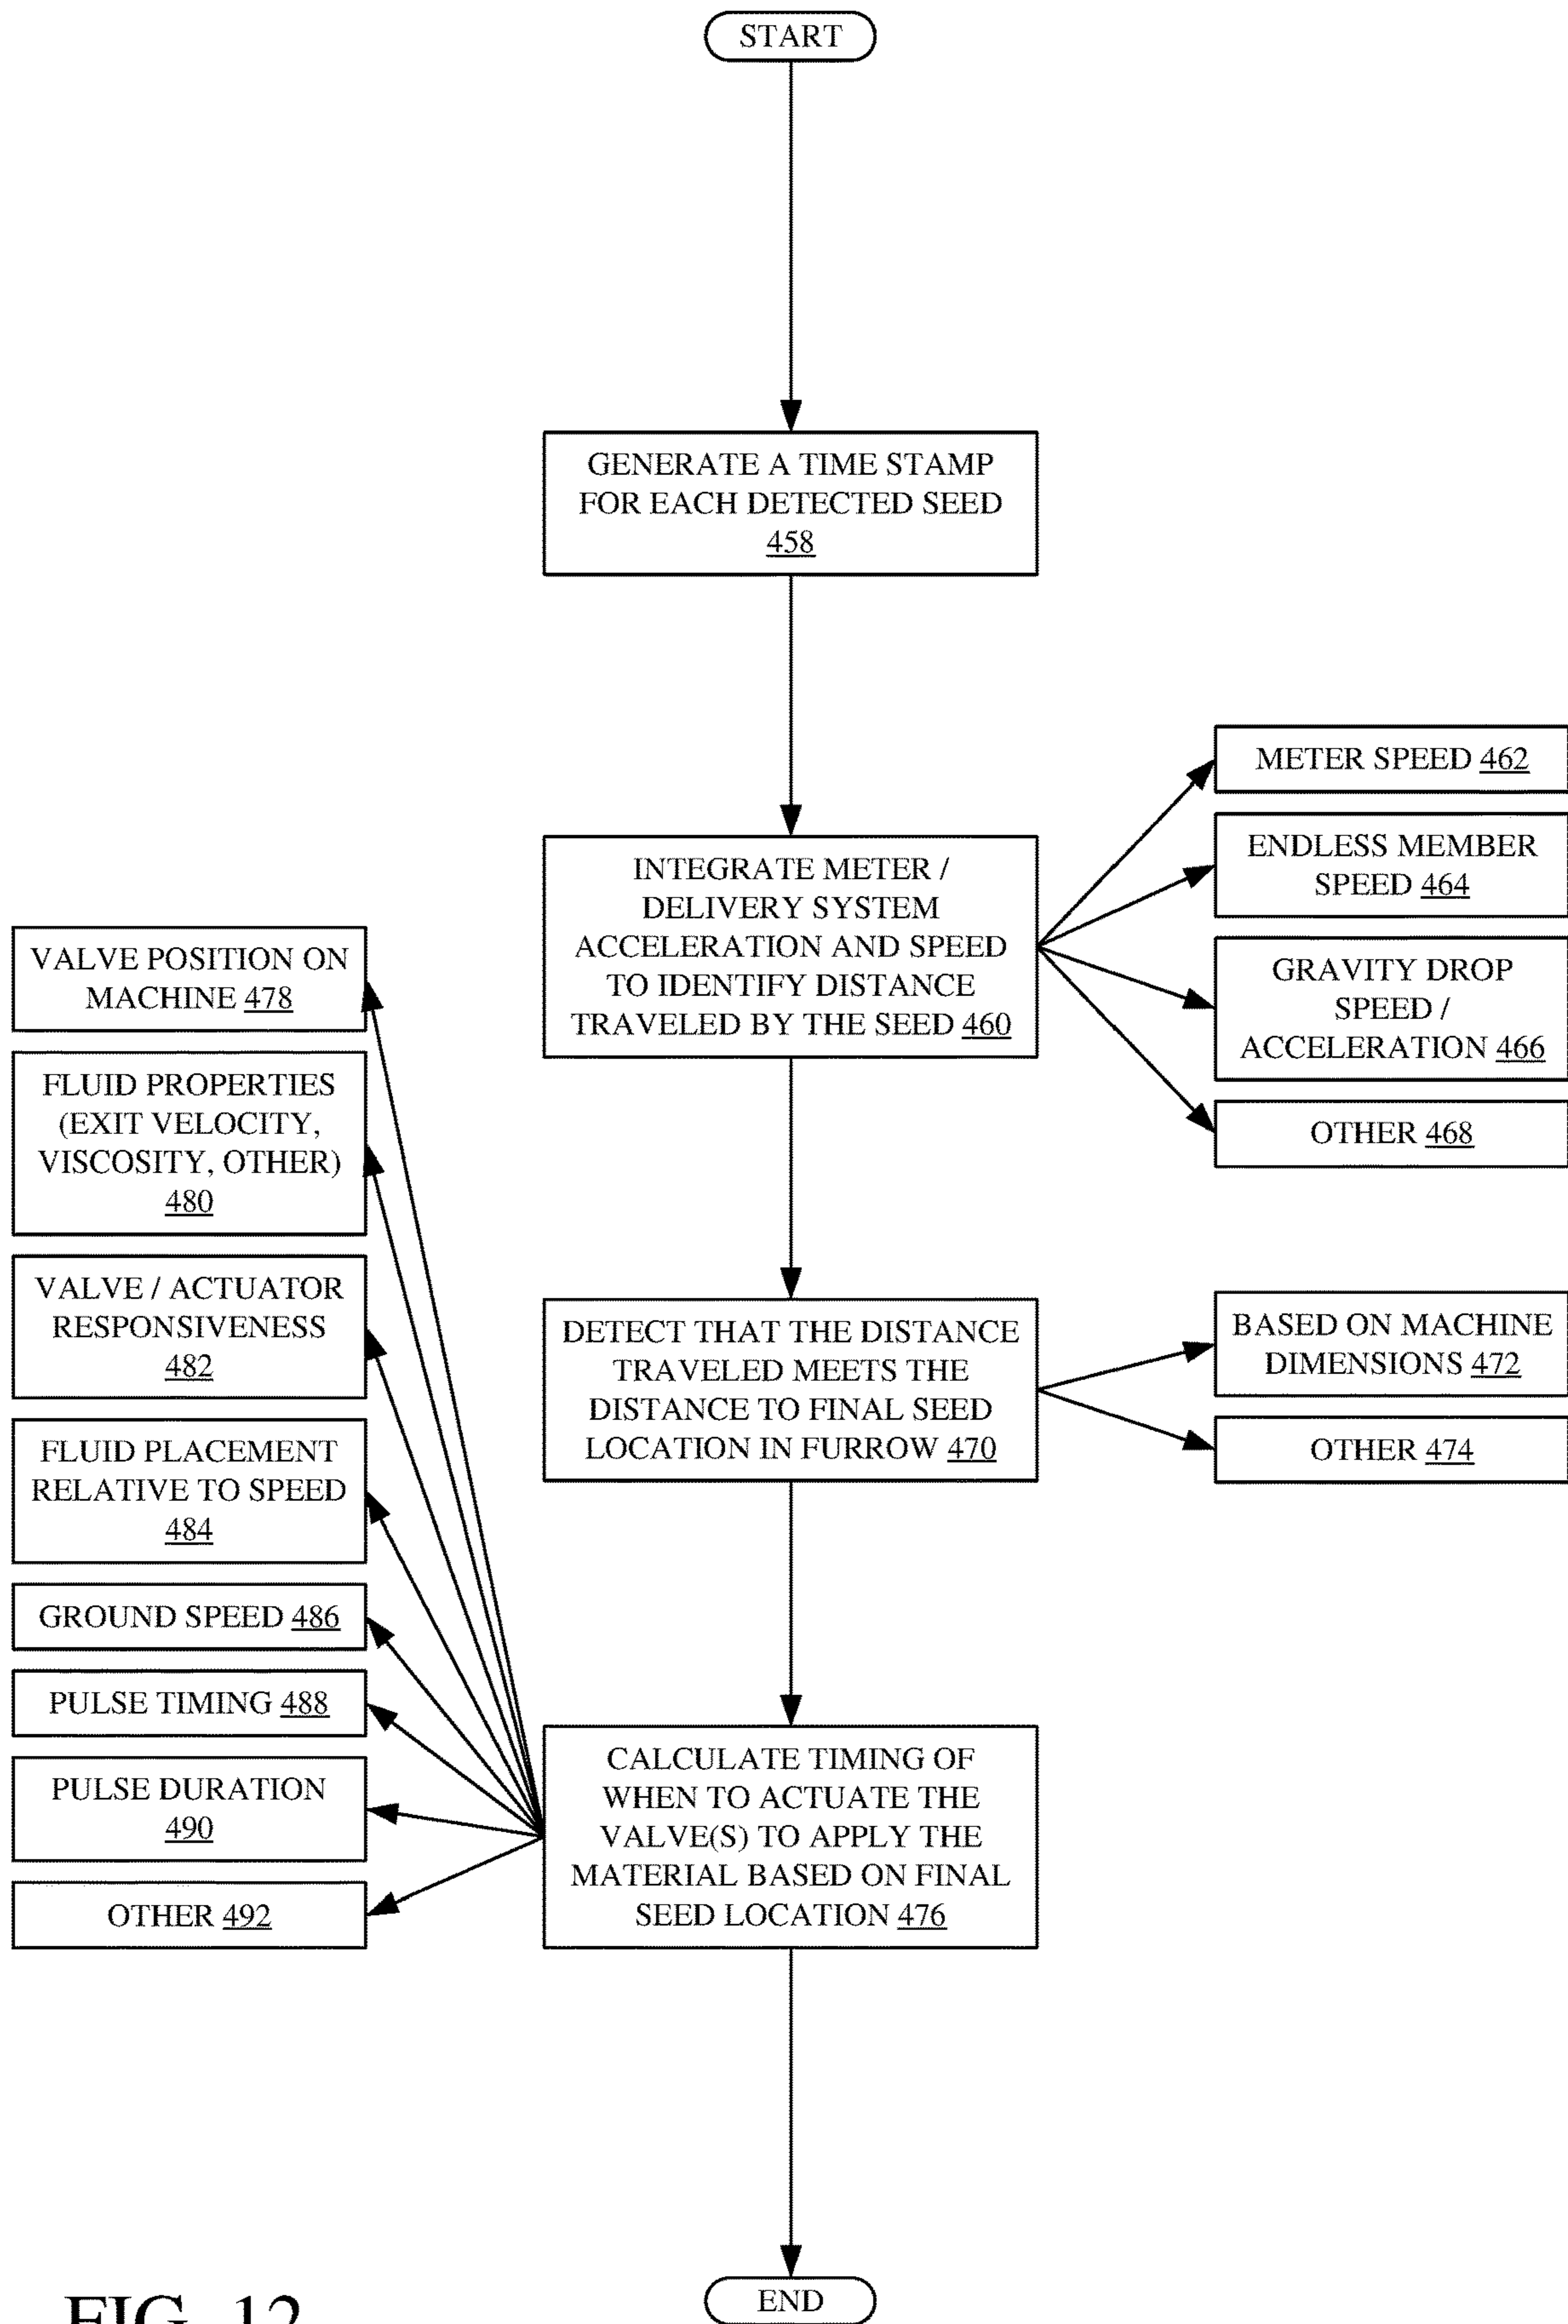 START
GENERATE A TIME STAMP
FOR EACH DETECTED SEED
458
INTEGRATE METER /
DELIVERY SYSTEM
ACCELERATION AND SPEED
TO IDENTIFY DISTANCE
TRAVELED BY THE SEED 460
METER SPEED 462
ENDLESS MEMBER
SPEED 464
GRAVITY DROP
SPEED /
ACCELERATION 466
OTHER 468
DETECT THAT THE DISTANCE
TRAVELED MEETS THE
DISTANCE TO FINAL SEED
LOCATION IN FURROW 470
BASED ON MACHINE
DIMENSIONS 472
OTHER 474
CALCULATE TIMING OF
WHEN TO ACTUATE THE
VALVE(S) TO APPLY THE
MATERIAL BASED ON FINAL
SEED LOCATION 476
VALVE POSITION ON
MACHINE 478
FLUID PROPERTIES
(EXIT VELOCITY,
VISCOSITY, OTHER)
480
VALVE / ACTUATOR
RESPONSIVENESS
482
FLUID PLACEMENT
RELATIVE TO SPEED
484
GROUND SPEED 486
PULSE TIMING 488
PULSE DURATION
490
OTHER 492
END
FIG. 12